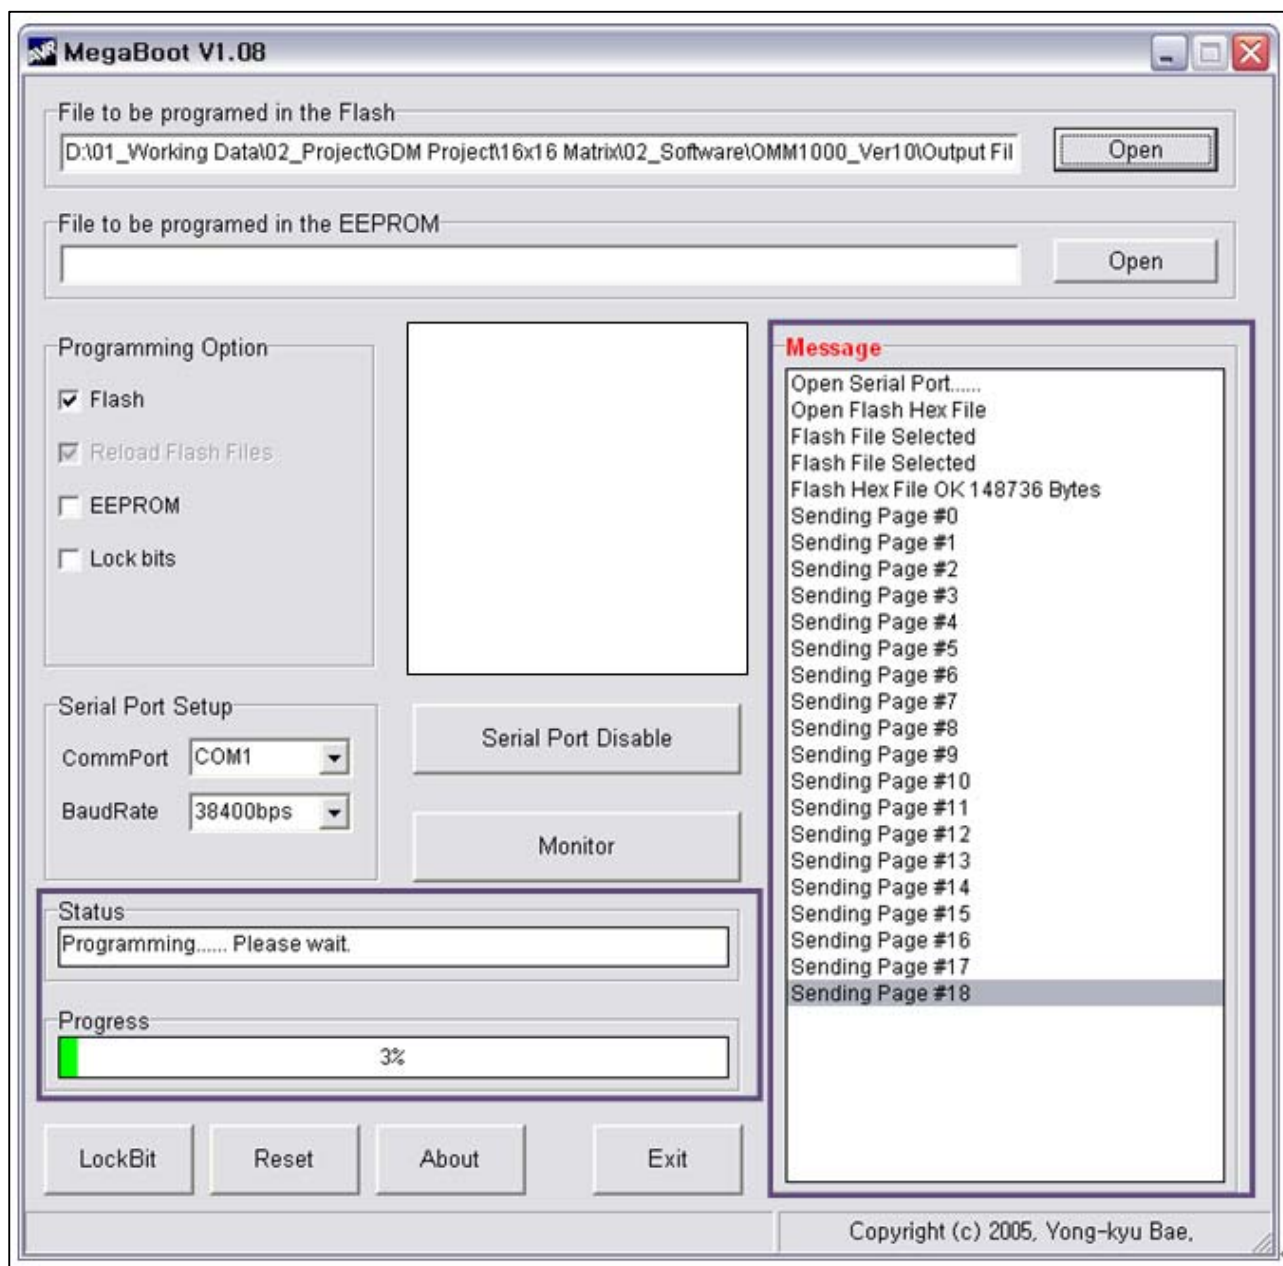 MegaBoot V1.08
File to be programed in the Flash
D:\01_Working Data\02_Project\GDM Project\16x16 Matrix\02_Software\OMM1000_Ver10\Output Fil
Open
File to be programed in the EEPROM
Open
Programming Option
Flash
Reload Flash Files
EEPROM
Lock bits
Serial Port Setup
CommPort COM1
BaudRate 38400bps
Serial Port Disable
Monitor
Status
Programming...... Please wait.
Progress
3%
LockBit Reset About Exit
Message
Open Serial Port......
Open Flash Hex File
Flash File Selected
Flash File Selected
Flash Hex File OK 148736 Bytes
Sending Page #0
Sending Page #1
Sending Page #2
Sending Page #3
Sending Page #4
Sending Page #5
Sending Page #6
Sending Page #7
Sending Page #8
Sending Page #9
Sending Page #10
Sending Page #11
Sending Page #12
Sending Page #13
Sending Page #14
Sending Page #15
Sending Page #16
Sending Page #17
Sending Page #18
Copyright (c) 2005, Yong-kyu Bae,